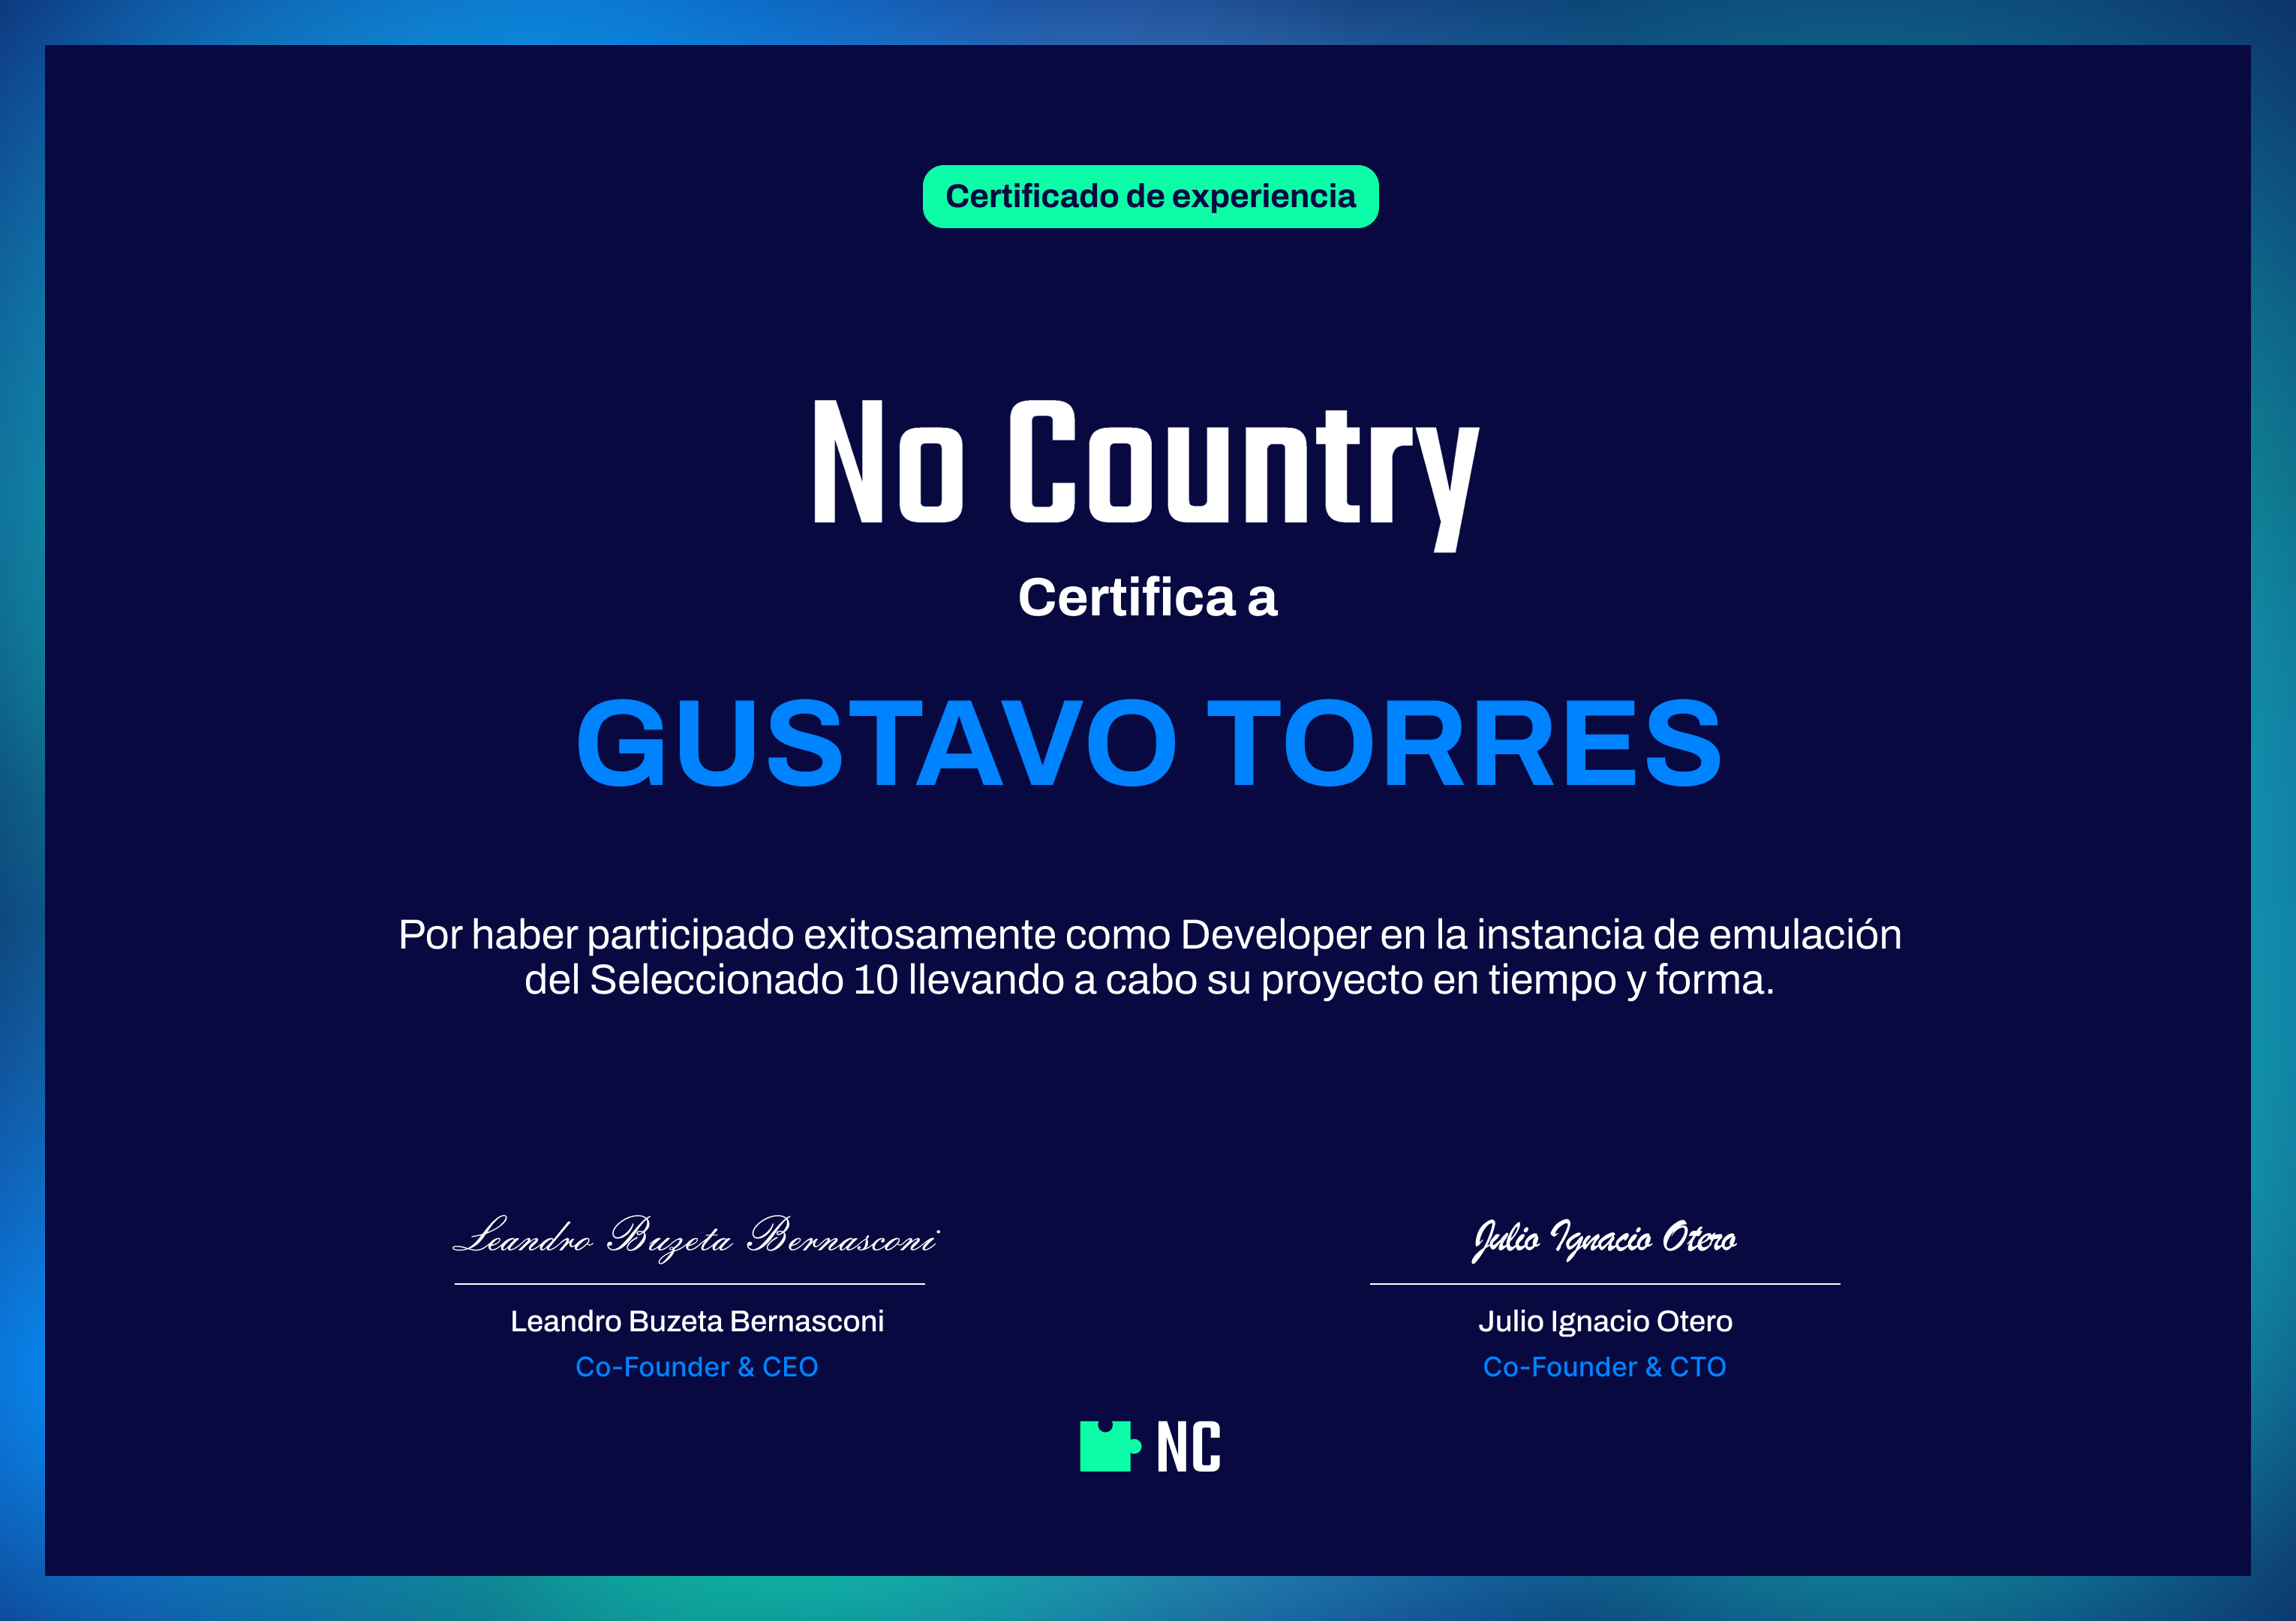 Certificado de experiencia
No Country
Certifica a
GUSTAVO TORRES
Por haber participado exitosamente como Developer en la instancia de emulación
del Seleccionado 10 llevando a cabo su proyecto en tiempo y forma.
Leandro Buzeta Bernasconi
Leandro Buzeta Bernasconi
Co-Founder & CEO
Julio Ignacio Otero
Julio Ignacio Otero
Co-Founder & CTO
NC